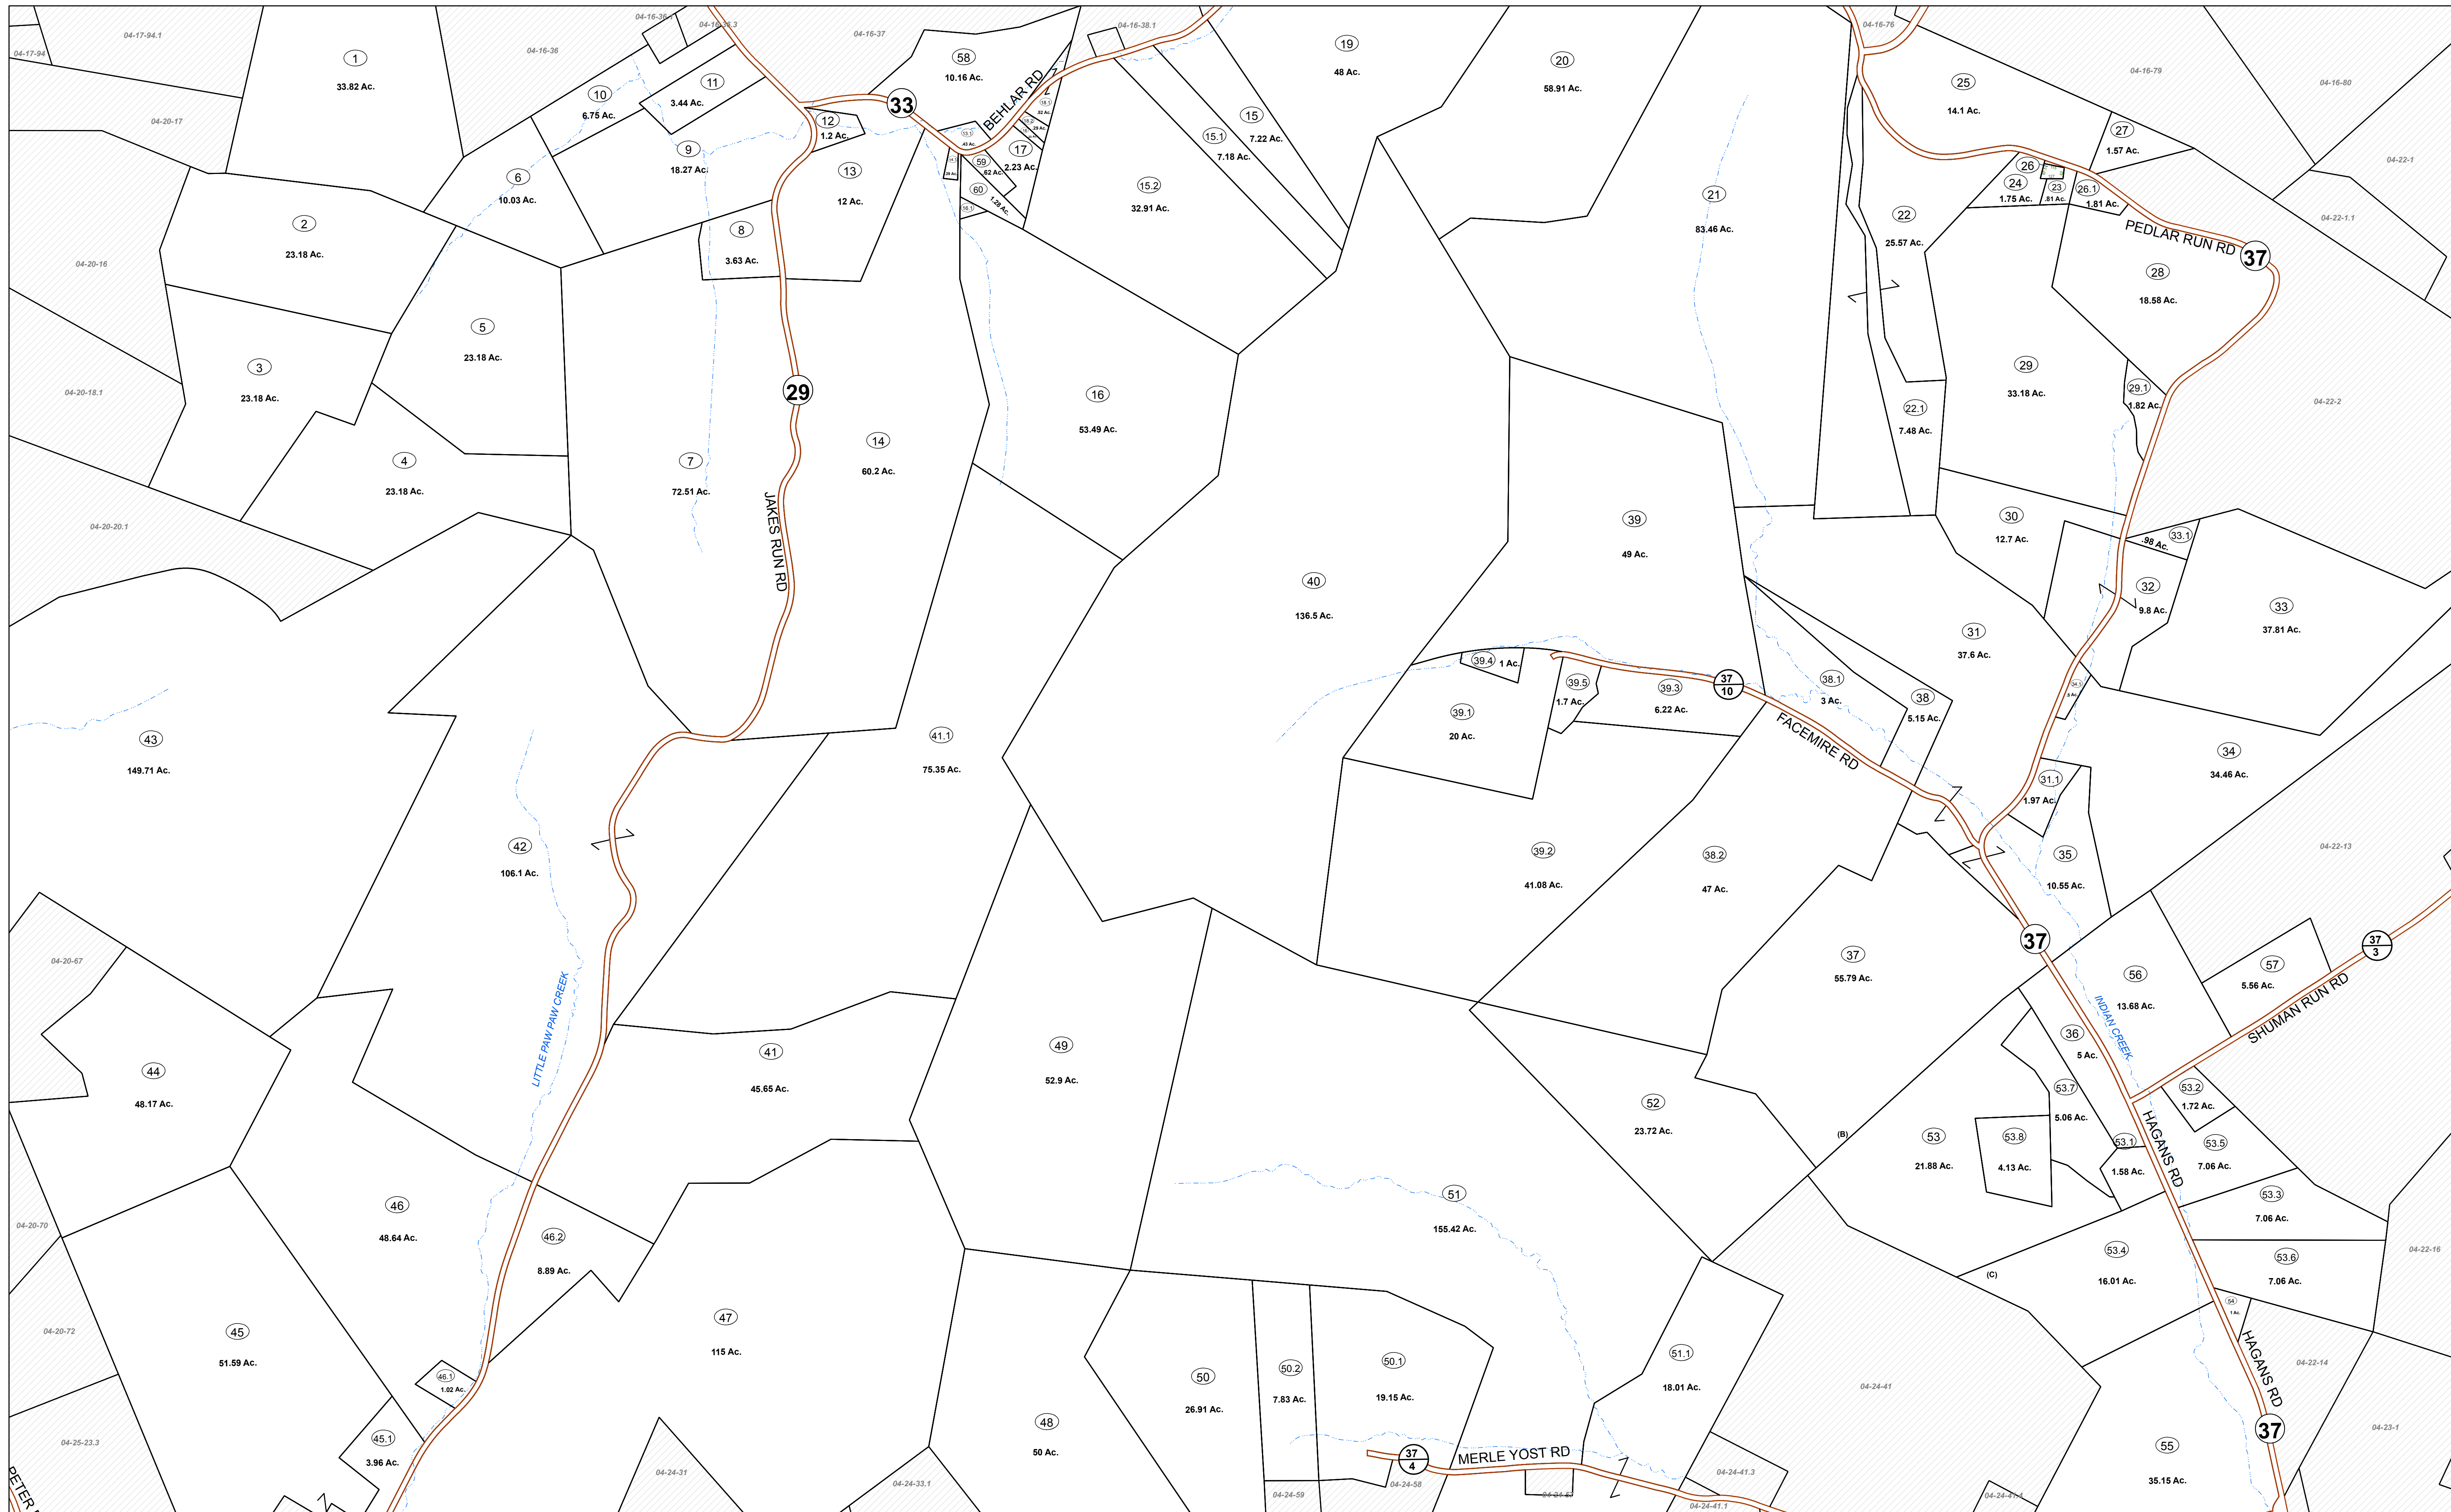 04-17-94.1
04-17-94
04-20-17
04-16-36
04-16-37
04-16-38.1
04-16-76
04-16-79
04-16-80
04-22-1
04-22-1.1
04-22-2
04-20-16
04-20-18.1
04-20-20.1
1
33.82 Ac.
2
23.18 Ac.
3
23.18 Ac.
4
23.18 Ac.
5
23.18 Ac.
6
10.03 Ac.
10
6.75 Ac.
11
3.44 Ac.
9
18.27 Ac.
8
3.63 Ac.
12
1.2 Ac.
13
12 Ac.
58
10.16 Ac.
33
BEHLAR RD
13.1
.43 Ac.
59
.62 Ac.
60
1.28 Ac.
16.1
17
2.23 Ac.
18.1
15
7.22 Ac.
15.1
7.18 Ac.
15.2
32.91 Ac.
19
48 Ac.
20
58.91 Ac.
21
83.46 Ac.
22
25.57 Ac.
22.1
7.48 Ac.
25
14.1 Ac.
27
1.57 Ac.
26
24
1.75 Ac.
23
.81 Ac.
26.1
1.81 Ac.
PEDLAR RUN RD
37
28
18.58 Ac.
29
33.18 Ac.
29.1
1.82 Ac.
7
72.51 Ac.
29
JAKES RUN RD
14
60.2 Ac.
16
53.49 Ac.
39
49 Ac.
40
136.5 Ac.
30
12.7 Ac.
33.1
.98 Ac.
32
9.8 Ac.
33
37.81 Ac.
31
37.6 Ac.
39.4
1 Ac.
39.5
1.7 Ac.
39.3
6.22 Ac.
37
10
39.1
20 Ac.
FACEMIRE RD
38.1
3 Ac.
38
5.15 Ac.
34
34.46 Ac.
31.1
1.97 Ac.
35
10.55 Ac.
43
149.71 Ac.
42
106.1 Ac.
41.1
75.35 Ac.
39.2
41.08 Ac.
38.2
47 Ac.
37
55.79 Ac.
37
04-22-13
56
13.68 Ac.
57
5.56 Ac.
37
3
SHUMAN RUN RD
INDIAN CREEK
04-20-67
LITTLE PAW PAW CREEK
44
48.17 Ac.
41
45.65 Ac.
49
52.9 Ac.
52
23.72 Ac.
(B)
53
21.88 Ac.
53.8
4.13 Ac.
36
5 Ac.
53.7
5.06 Ac.
53.1
1.58 Ac.
HAGANS RD
53.2
1.72 Ac.
53.5
7.06 Ac.
53.3
7.06 Ac.
53.4
16.01 Ac.
(C)
53.6
7.06 Ac.
04-22-16
54
1 Ac.
HAGANS RD
04-22-14
04-20-70
46
48.64 Ac.
46.2
8.89 Ac.
51
155.42 Ac.
04-20-72
45
51.59 Ac.
47
115 Ac.
46.1
1.02 Ac.
45.1
3.96 Ac.
50
26.91 Ac.
50.2
7.83 Ac.
50.1
19.15 Ac.
51.1
18.01 Ac.
04-24-41
37
04-23-1
48
50 Ac.
37
4
MERLE YOST RD
55
35.15 Ac.
04-25-23.3
04-24-31
04-24-33.1
04-24-59
04-24-58
04-24-41.3
04-24-41.1